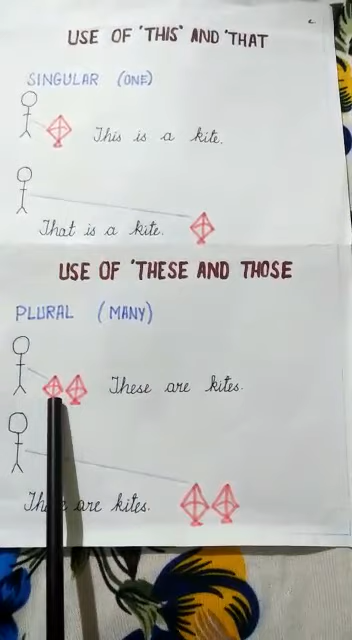 USE OF 'THIS' AND 'THAT
SINGULAR (ONE)
This is a kite.
That is a kite.
USE OF 'THESE AND THOSE
PLURAL (MANY)
These are kites.
are kites.